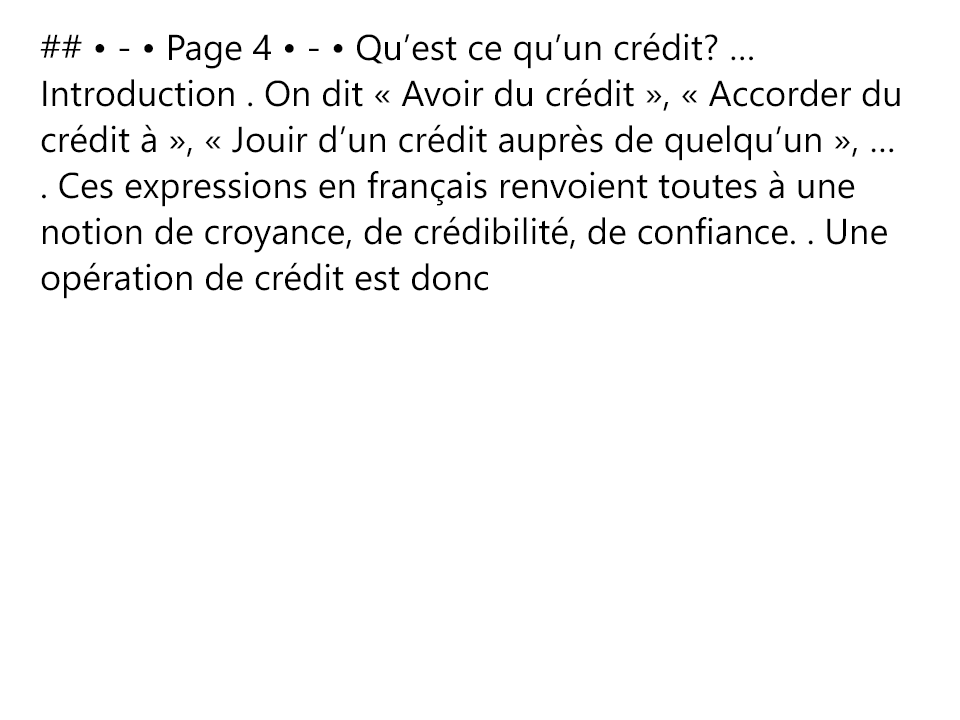 ## • - • Page 4 • - • Qu’est ce qu’un crédit? ...
Introduction . On dit « Avoir du crédit », « Accorder du
crédit à », « Jouir d’un crédit auprès de quelqu’un », ...
. Ces expressions en français renvoient toutes à une
notion de croyance, de crédibilité, de confiance. . Une
opération de crédit est donc